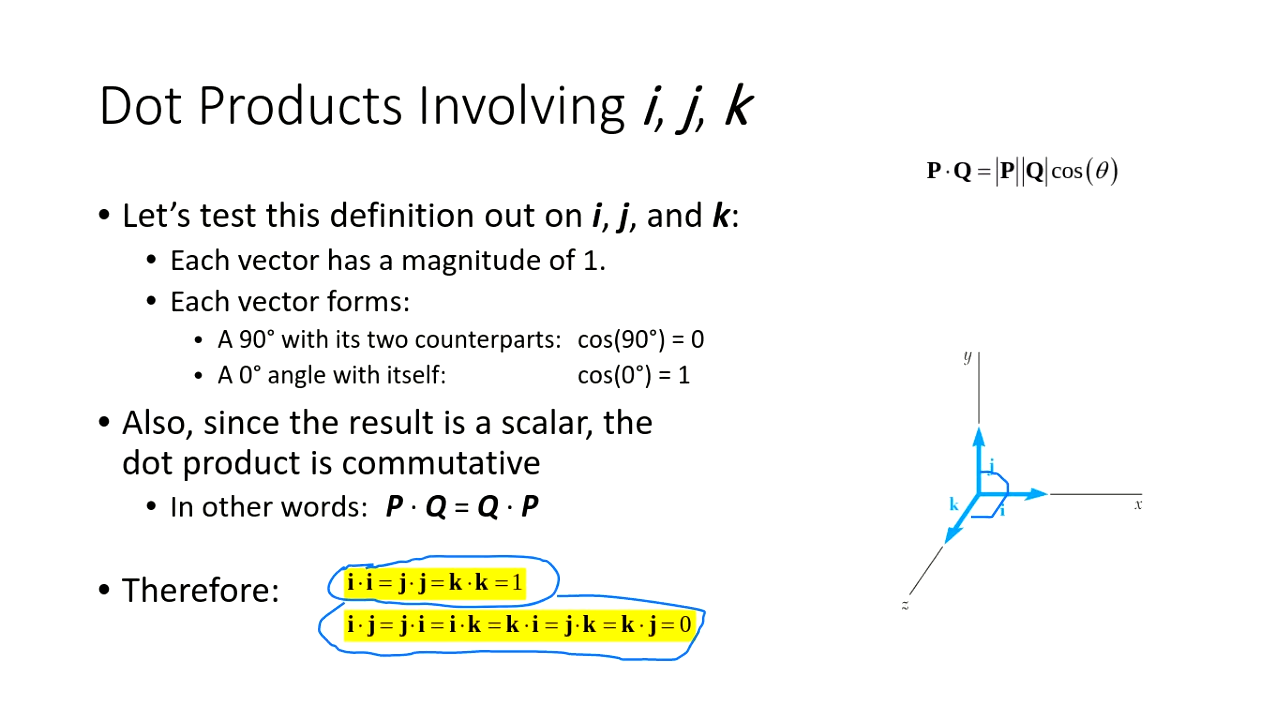 Dot Products Involving i, j, k
P · Q = |P||Q| cos(θ)
• Let’s test this definition out on i, j, and k:
• Each vector has a magnitude of 1.
• Each vector forms:
• A 90° with its two counterparts: cos(90°) = 0
• A 0° angle with itself: cos(0°) = 1
• Also, since the result is a scalar, the
dot product is commutative
• In other words: P · Q = Q · P
• Therefore:
i · i = j · j = k · k = 1
i · j = j · i = i · k = k · i = j · k = k · j = 0
y
j
k
i
x
z